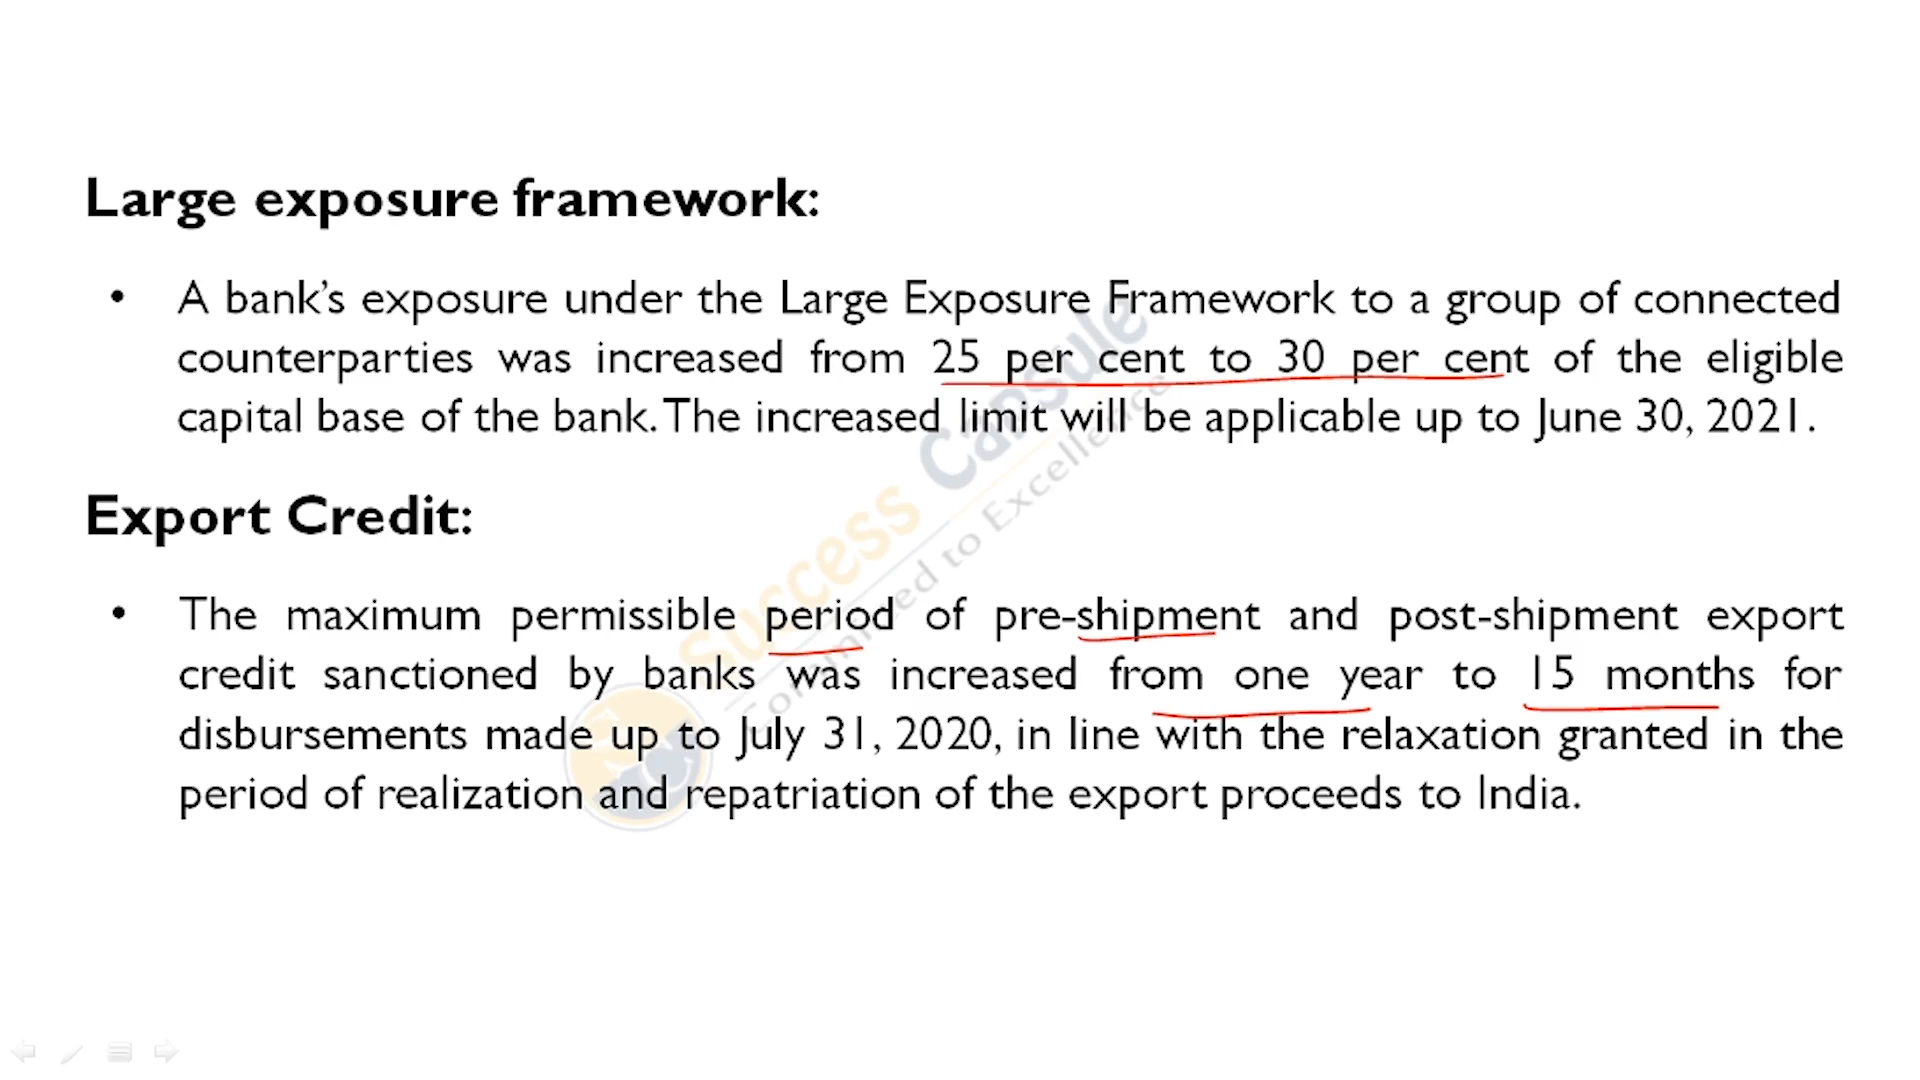 Large exposure framework:
• A bank's exposure under the Large Exposure Framework to a group of connected
counterparties was increased from 25 per cent to 30 per cent of the eligible
capital base of the bank. The increased limit will be applicable up to June 30, 2021.
Export Credit:
• The maximum permissible period of pre-shipment and post-shipment export
credit sanctioned by banks was increased from one year to 15 months for
disbursements made up to July 31, 2020, in line with the relaxation granted in the
period of realization and repatriation of the export proceeds to India.
Success Capsule
Committed to Excellence